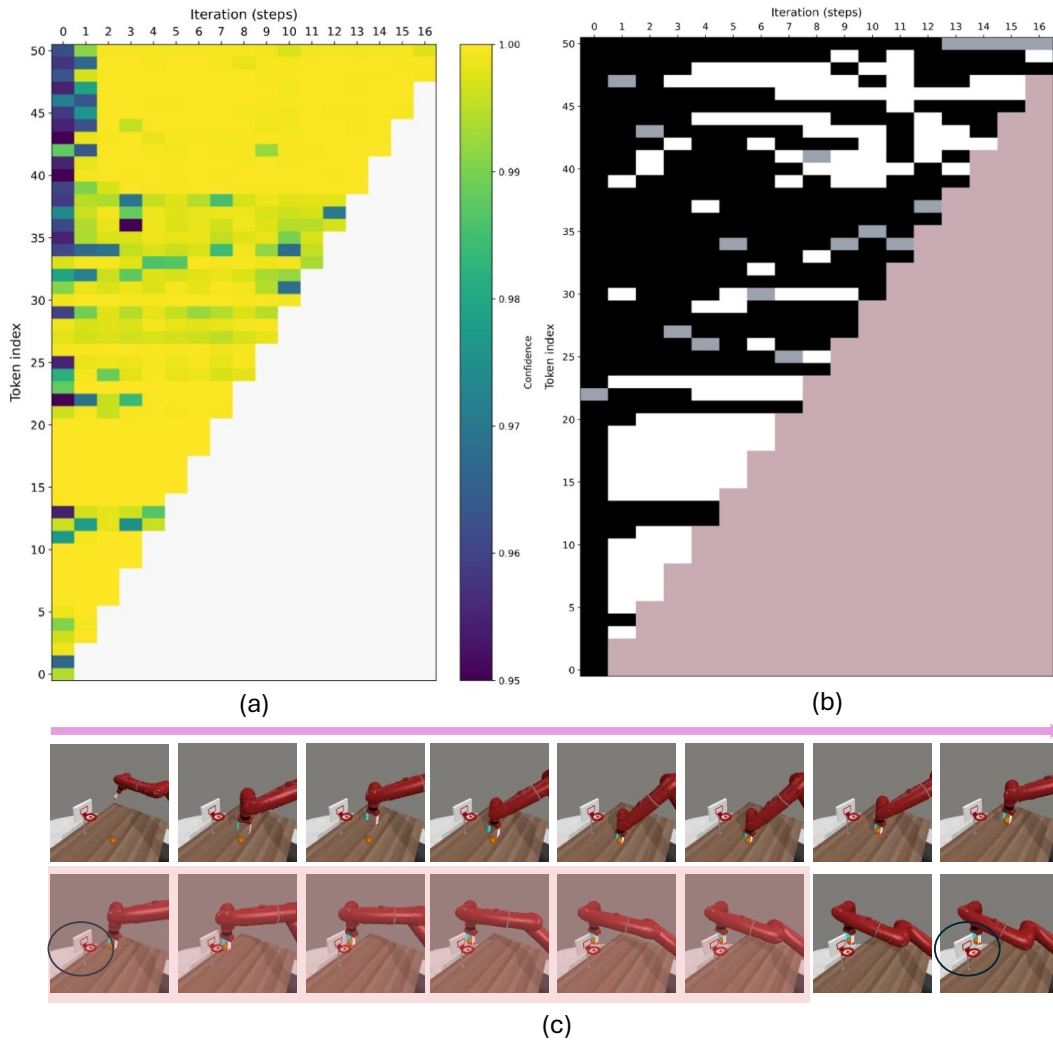 Iteration (steps)
0 1 2 3 4 5 6 7 8 9 10 11 12 13 14 15 16
50
45
40
35
30
25
20
15
10
5
0
Token index
1.00
0.99
0.98
0.97
0.96
0.95
Confidence
(a)
Iteration (steps)
0 1 2 3 4 5 6 7 8 9 10 11 12 13 14 15 16
50
45
40
35
30
25
20
15
10
5
0
Token index
(b)
(c)